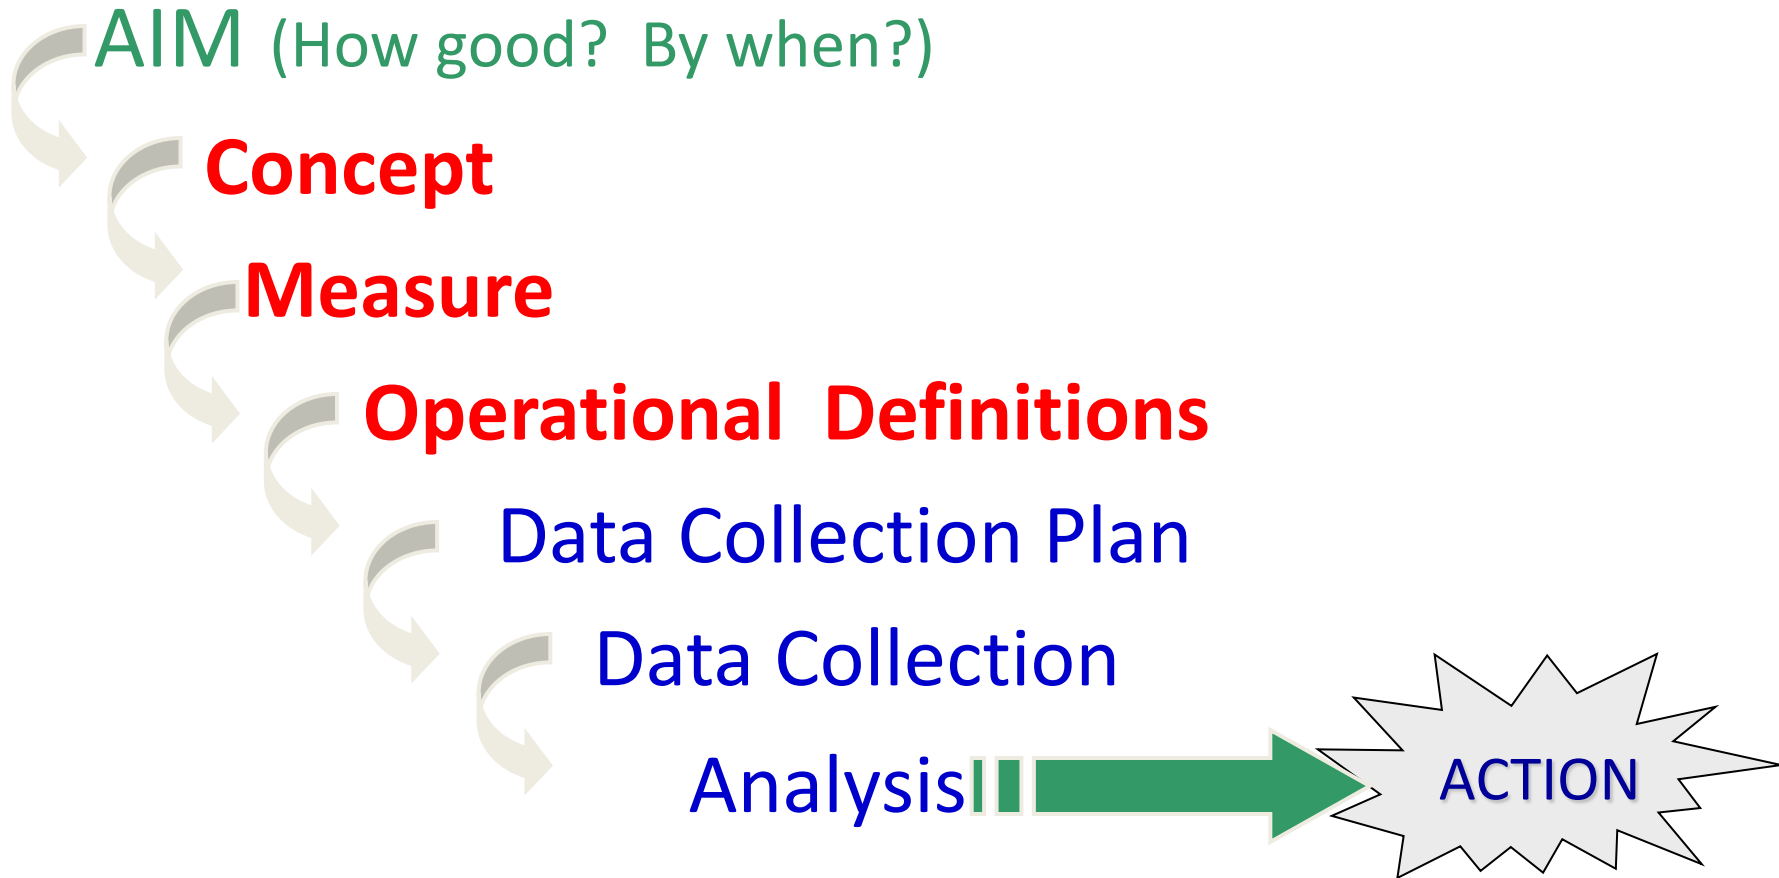 AIM (How good?  By when?)
Concept
Measure
Operational  Definitions
Data Collection Plan
Data Collection
Analysis
ACTION